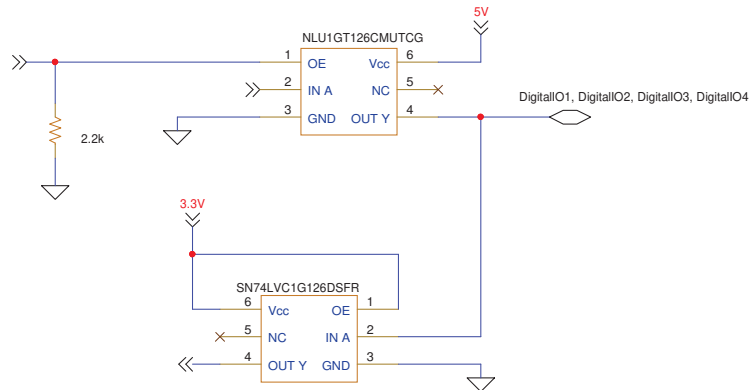 5V
NLU1GT126CMUTCG
1 OE Vcc 6
2 IN A NC 5
3 GND OUT Y 4
DigitalIO1, DigitalIO2, DigitalIO3, DigitalIO4
2.2k
3.3V
SN74LVC1G126DSFR
6 Vcc OE 1
5 NC IN A 2
4 OUT Y GND 3